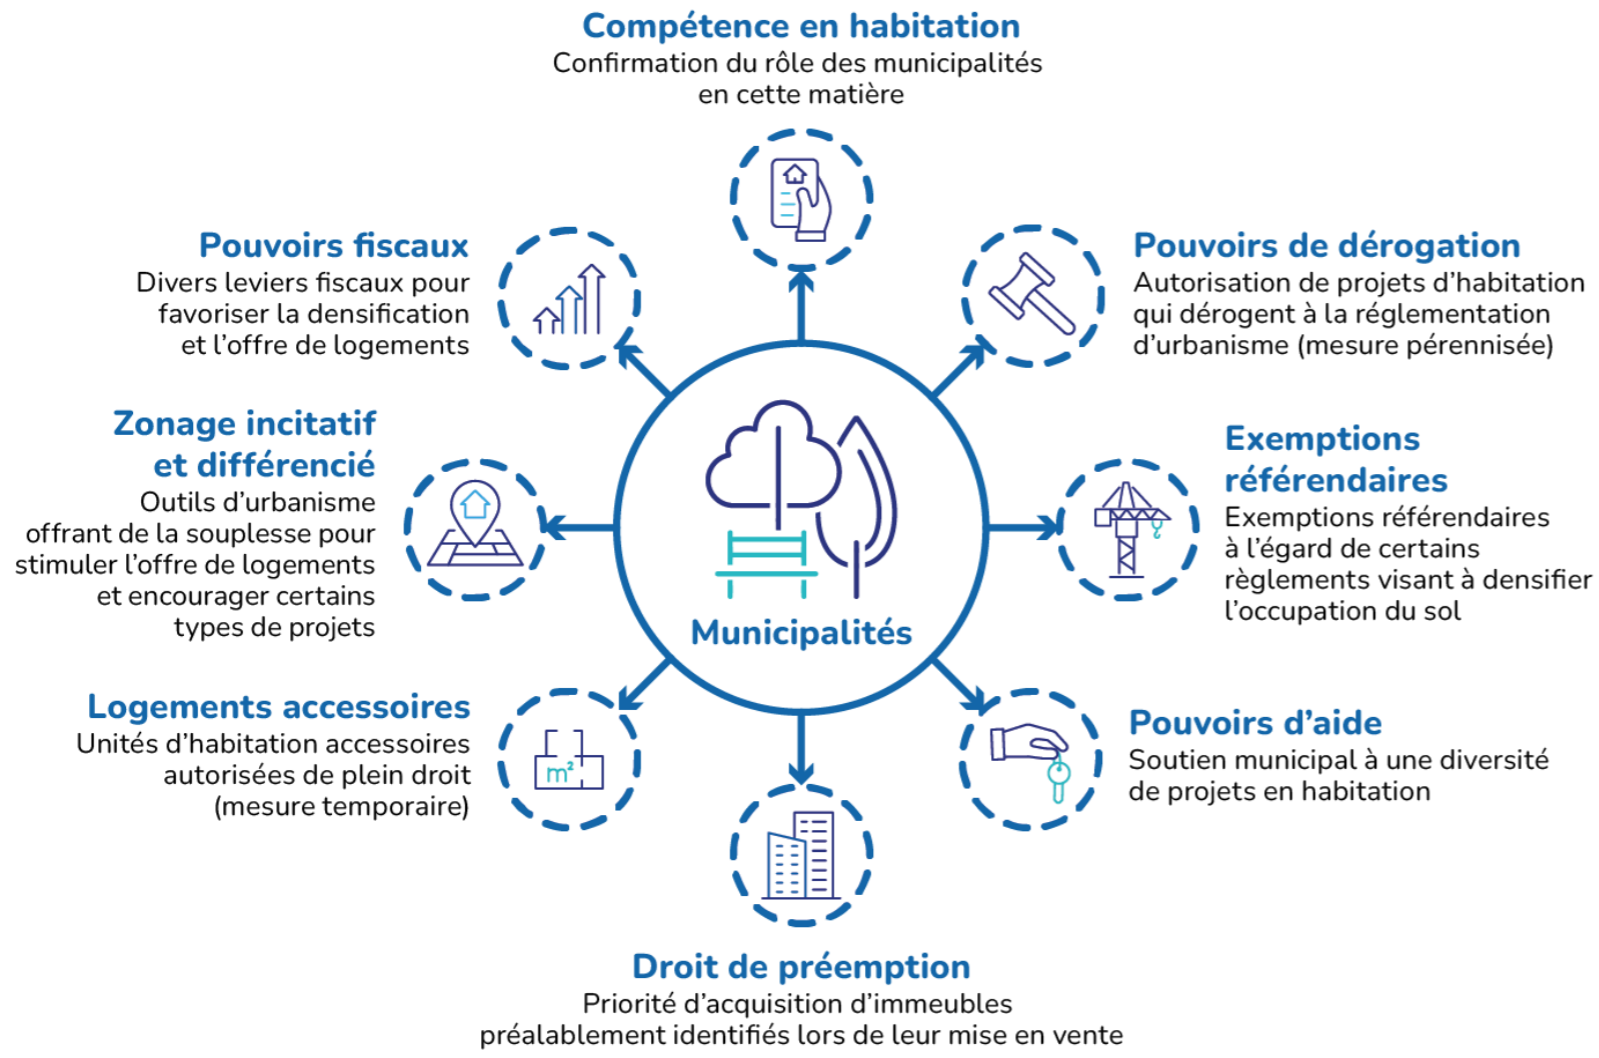 Compétence en habitation
Confirmation du rôle des municipalités
en cette matière
Pouvoirs fiscaux
Divers leviers fiscaux pour
favoriser la densification
et l’offre de logements
Pouvoirs de dérogation
Autorisation de projets d’habitation
qui dérogent à la réglementation
d’urbanisme (mesure pérennisée)
Zonage incitatif
et différencié
Outils d’urbanisme
offrant de la souplesse pour
stimuler l’offre de logements
et encourager certains
types de projets
Exemptions
référendaires
Exemptions référendaires
à l’égard de certains
règlements visant à densifier
l’occupation du sol
Municipalités
Logements accessoires
Unités d’habitation accessoires
autorisées de plein droit
(mesure temporaire)
m²
Pouvoirs d’aide
Soutien municipal à une diversité
de projets en habitation
Droit de préemption
Priorité d’acquisition d’immeubles
préalablement identifiés lors de leur mise en vente